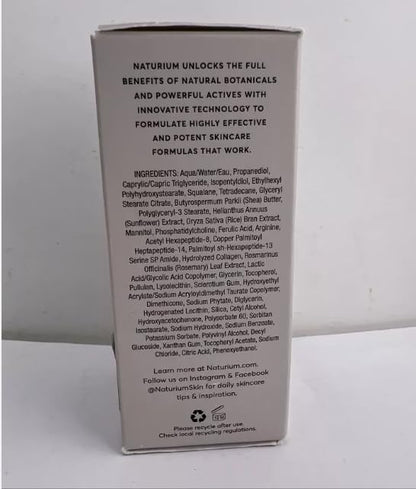 NATURIUM UNLOCKS THE FULL
BENEFITS OF NATURAL BOTANICALS
AND POWERFUL ACTIVES WITH
INNOVATIVE TECHNOLOGY TO
FORMULATE HIGHLY EFFECTIVE
AND POTENT SKINCARE
FORMULAS THAT WORK.
INGREDIENTS: Aqua/Water/Eau, Propanediol,
Caprylic/Capric Triglyceride, Isopentyldiol, Ethylhexyl
Polyhydroxystearate, Squalane, Tetradecane, Glyceryl
Stearate Citrate, Butyrospermum Parkii (Shea) Butter,
Polyglyceryl-3 Stearate, Helianthus Annuus
(Sunflower) Extract, Oryza Sativa (Rice) Bran Extract,
Mannitol, Phosphatidylcholine, Ferulic Acid, Arginine,
Acetyl Hexapeptide-8, Copper Palmitoyl
Heptapeptide-14, Palmitoyl sh-Heptapeptide-13
Serine SP Amide, Hydrolyzed Collagen, Rosmarinus
Officinalis (Rosemary) Leaf Extract, Lactic
Acid/Glycolic Acid Copolymer, Glycerin, Tocopherol,
Pullulan, Lysolecithin, Sclerotium Gum, Hydroxyethyl
Acrylate/Sodium Acryloyldimethyl Taurate Copolymer,
Dimethicone, Sodium Phytate, Diglycerin,
Hydrogenated Lecithin, Silica, Cetyl Alcohol,
Hydroxyacetophenone, Polysorbate 60, Sorbitan
Isostearate, Sodium Hydroxide, Sodium Benzoate,
Potassium Sorbate, Polyvinyl Alcohol, Decyl
Glucoside, Xanthan Gum, Tocopheryl Acetate, Sodium
Chloride, Citric Acid, Phenoxyethanol.
Learn more at Naturium.com.
Follow us on Instagram & Facebook
@NaturiumSkin for daily skincare
tips & inspiration.
Please recycle after use.
Check local recycling regulations.